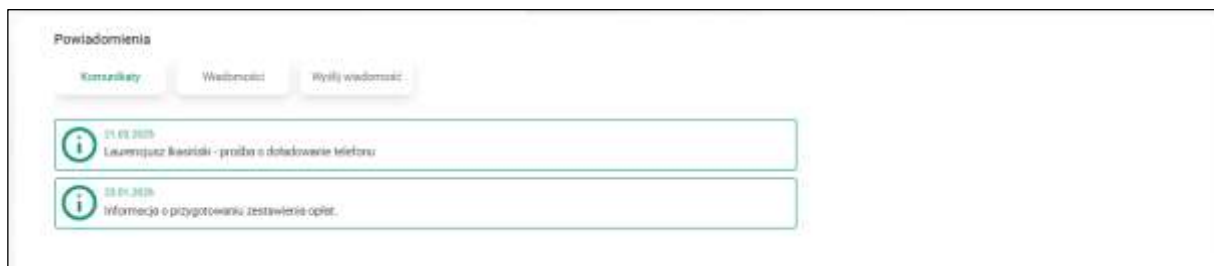 Powiadomienia
Komunikaty
Wiadomości
Wyślij wiadomość
- prośba o doładowanie telefonu
Informacja o przygotowaniu zestawienia opłat.